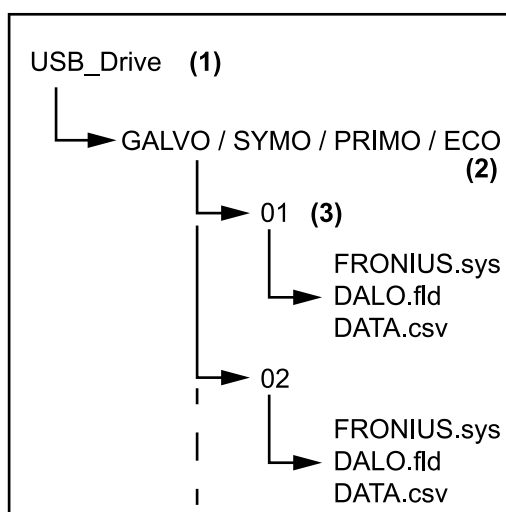 USB_Drive (1)
GALVO / SYMO / PRIMO / ECO
(2)
01 (3)
FRONIUS.sys
DALO.fld
DATA.csv
02
FRONIUS.sys
DALO.fld
DATA.csv